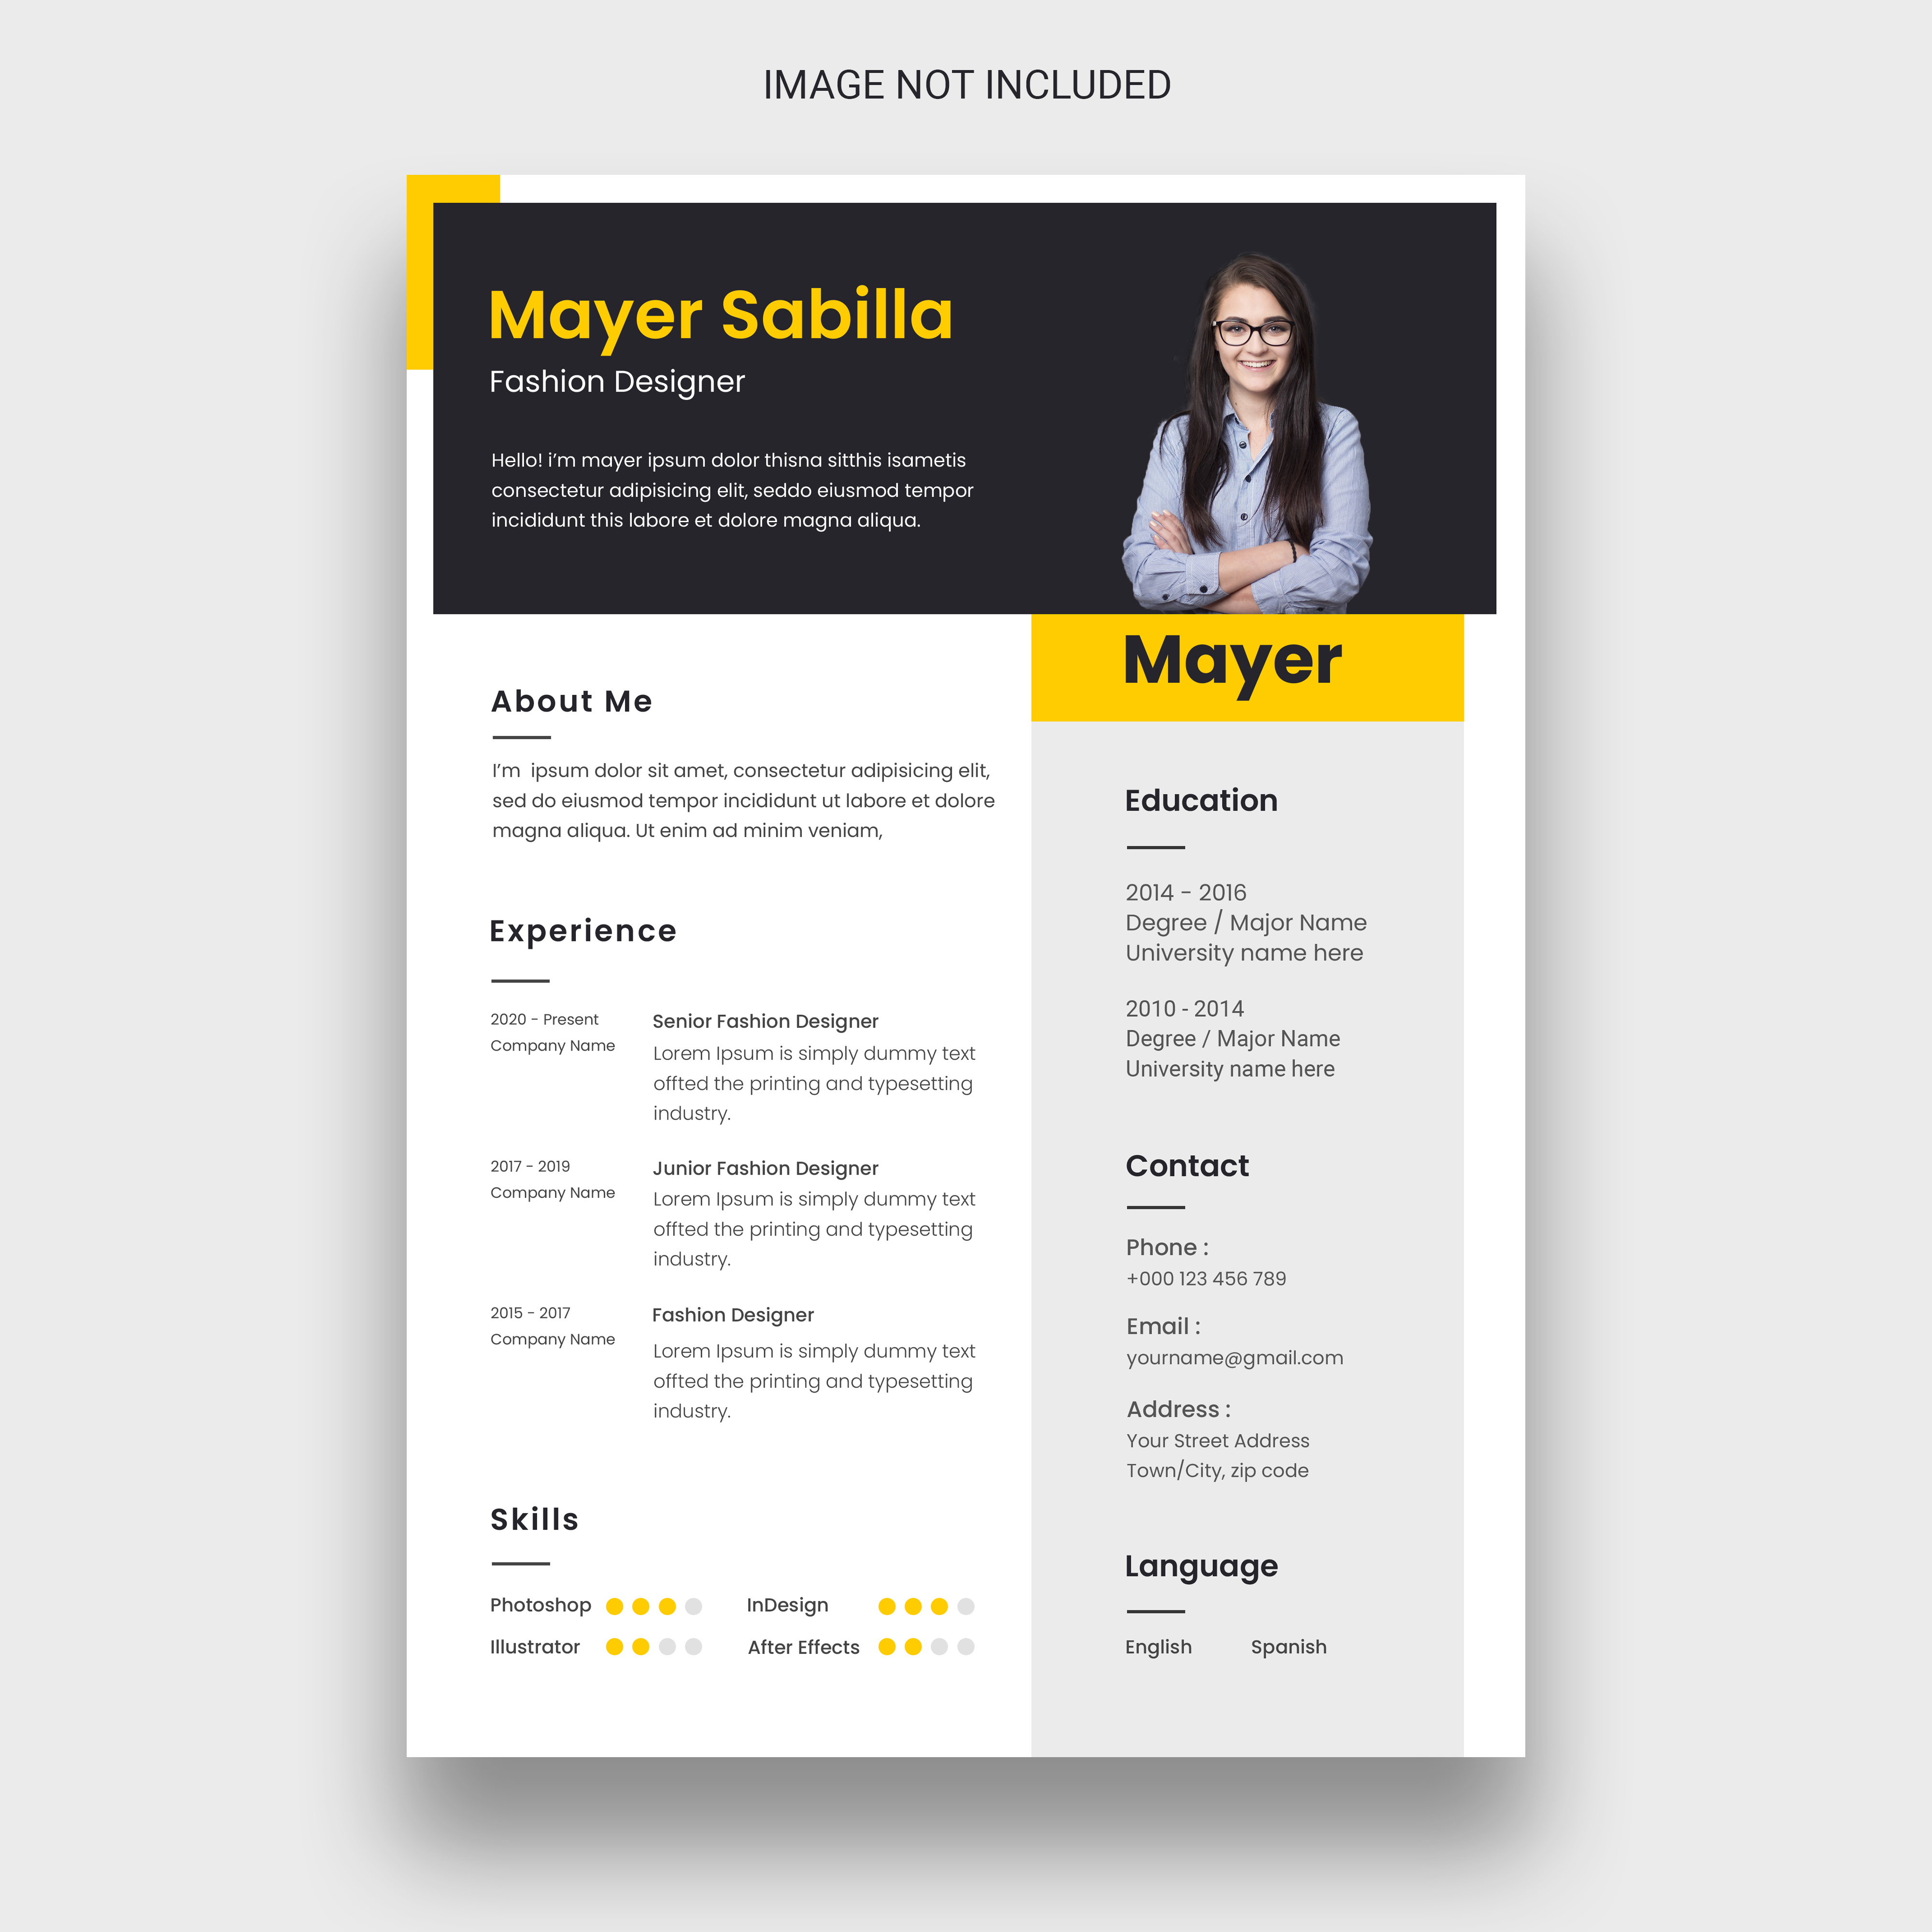 IMAGE NOT INCLUDED
Mayer Sabilla
Fashion Designer
Hello! i’m mayer ipsum dolor thisna sitthis isametis
consectetur adipisicing elit, seddo eiusmod tempor
incididunt this labore et dolore magna aliqua.
About Me
I’m  ipsum dolor sit amet, consectetur adipisicing elit,
sed do eiusmod tempor incididunt ut labore et dolore
magna aliqua. Ut enim ad minim veniam,
Experience
2020 - Present
Company Name
Senior Fashion Designer
Lorem Ipsum is simply dummy text
offted the printing and typesetting
industry.
2017 - 2019
Company Name
Junior Fashion Designer
Lorem Ipsum is simply dummy text
offted the printing and typesetting
industry.
2015 - 2017
Company Name
Fashion Designer
Lorem Ipsum is simply dummy text
offted the printing and typesetting
industry.
Skills
Photoshop
InDesign
Illustrator
After Effects
Mayer
Education
2014 - 2016
Degree / Major Name
University name here
2010 - 2014
Degree / Major Name
University name here
Contact
Phone :
+000 123 456 789
Email :
yourname@gmail.com
Address :
Your Street Address
Town/City, zip code
Language
English
Spanish